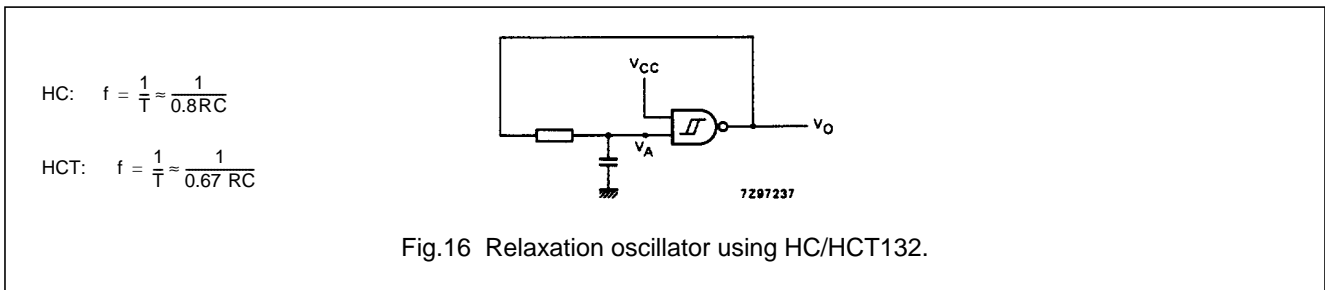 HC: f = 1/T ≈ 1/0.8RC
HCT: f = 1/T ≈ 1/0.67 RC
VCC
VA
VO
7Z97237
Fig.16 Relaxation oscillator using HC/HCT132.